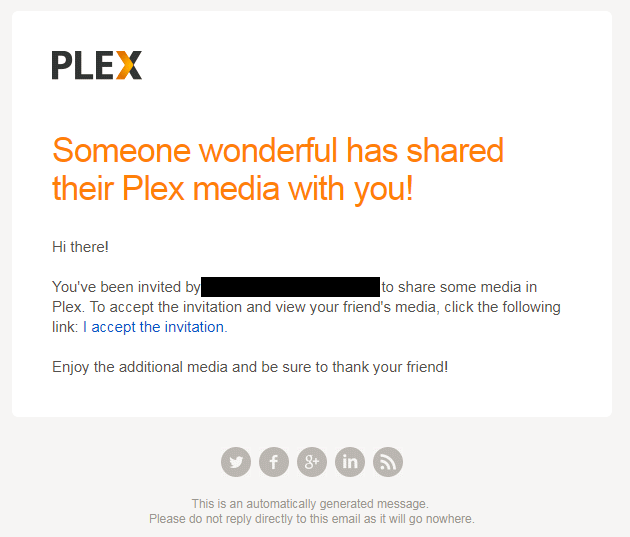 PLEX
Someone wonderful has shared
their Plex media with you!
Hi there!
You've been invited by to share some media in
Plex. To accept the invitation and view your friend's media, click the following
link: I accept the invitation.
Enjoy the additional media and be sure to thank your friend!
g+
in
This is an automatically generated message.
Please do not reply directly to this email as it will go nowhere.